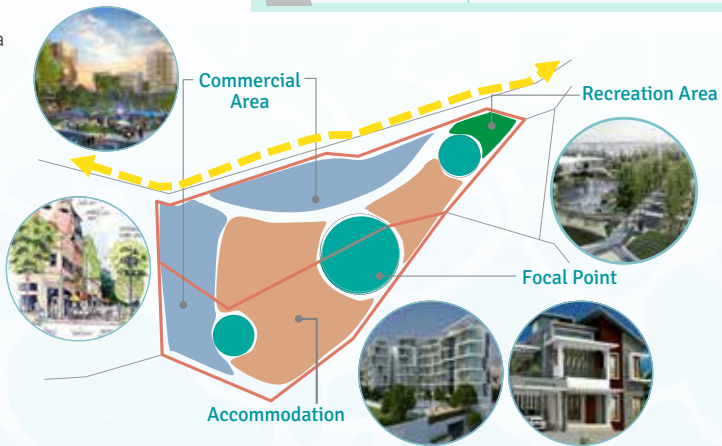 a
Commercial
Area
Recreation Area
Focal Point
Accommodation